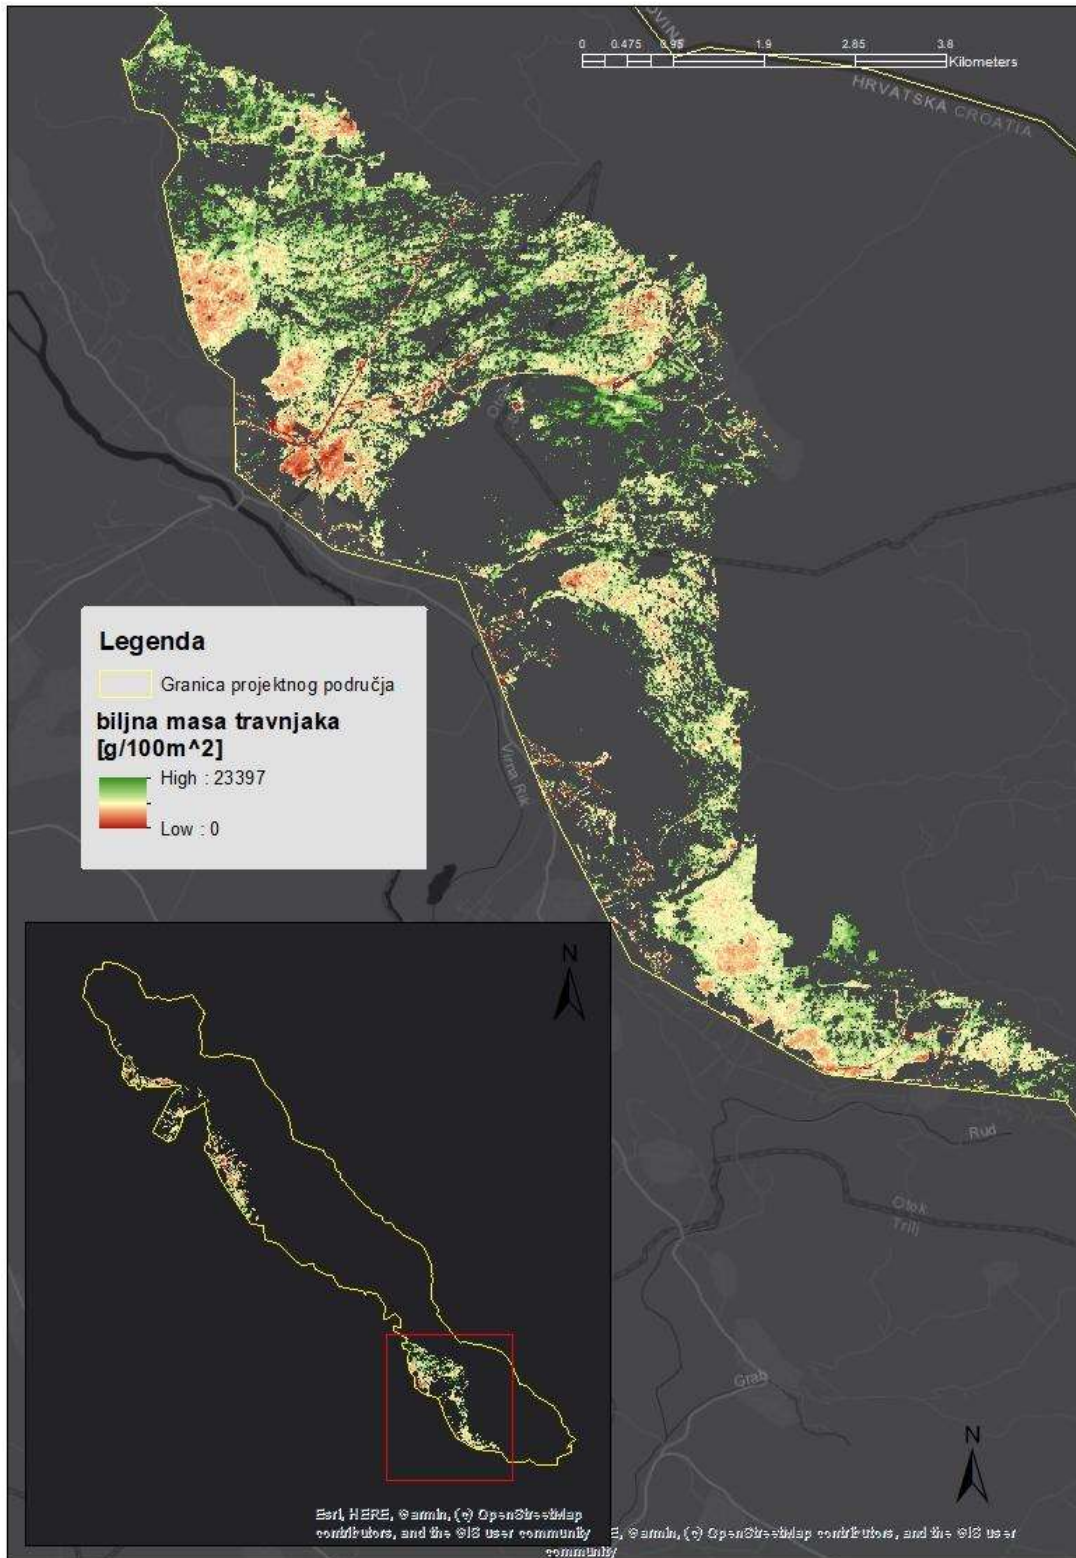 0 0.475 0.95 1.9 2.85 3.8
Kilometers
HRVATSKA CROATIA
Legenda
Granica projektnog područja
biljna masa travnjaka
[g/100m^2]
High : 23397
Low : 0
N
Rud
Otok
Trilj
Grab
N
Esri, HERE, Garmin, (c) OpenStreetMap
contributors, and the GIS user community
E, Garmin, (c) OpenStreetMap contributors, and the GIS user
community